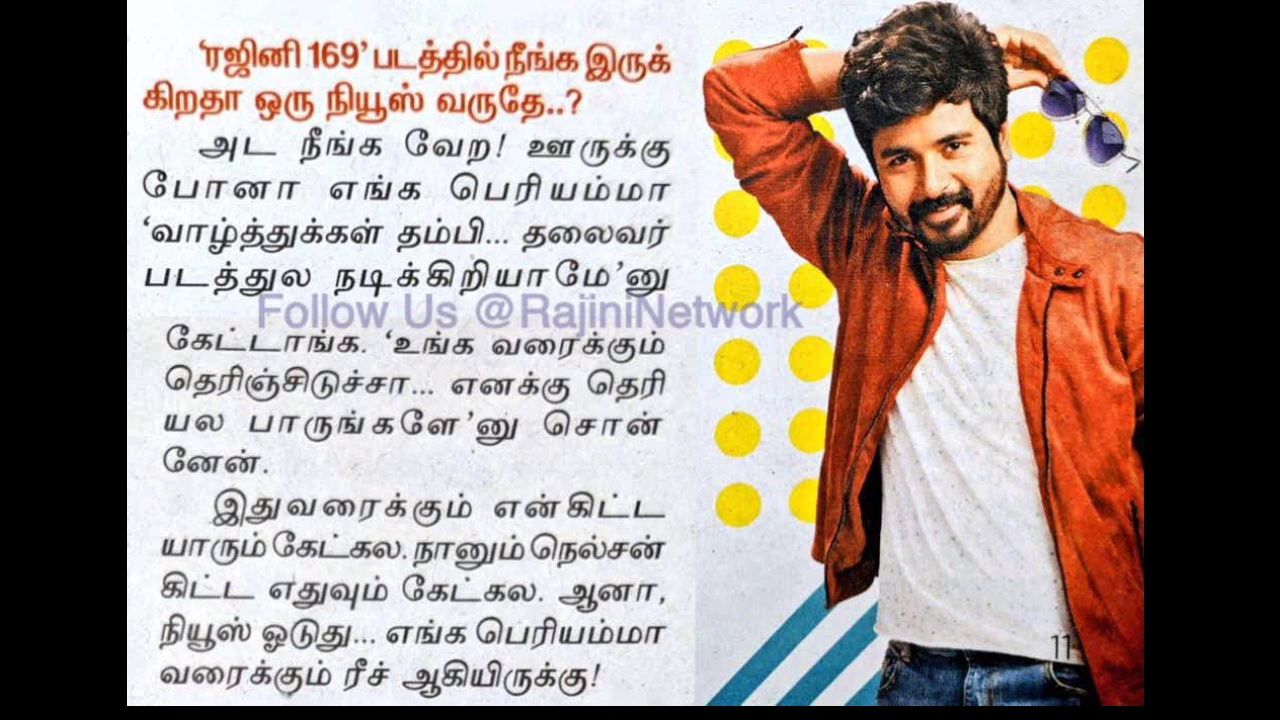 ‘ரஜினி 169’ படத்தில் நீங்க இருக்
கிறதா ஒரு நியூஸ் வருதே..?
அட நீங்க வேற! ஊருக்கு
போனா எங்க பெரியம்மா
‘வாழ்த்துக்கள் தம்பி... தலைவர்
படத்துல நடிக்கிறியாமே’னு
Follow Us @RajiniNetwork
கேட்டாங்க. ‘உங்க வரைக்கும்
தெரிஞ்சிடுச்சா... எனக்கு தெரி
யல பாருங்களே’னு சொன்
னேன்.
இதுவரைக்கும் என்கிட்ட
யாரும் கேட்கல. நானும் நெல்சன்
கிட்ட எதுவும் கேட்கல. ஆனா,
நியூஸ் ஓடுது... எங்க பெரியம்மா
வரைக்கும் ரீச் ஆகியிருக்கு!
11